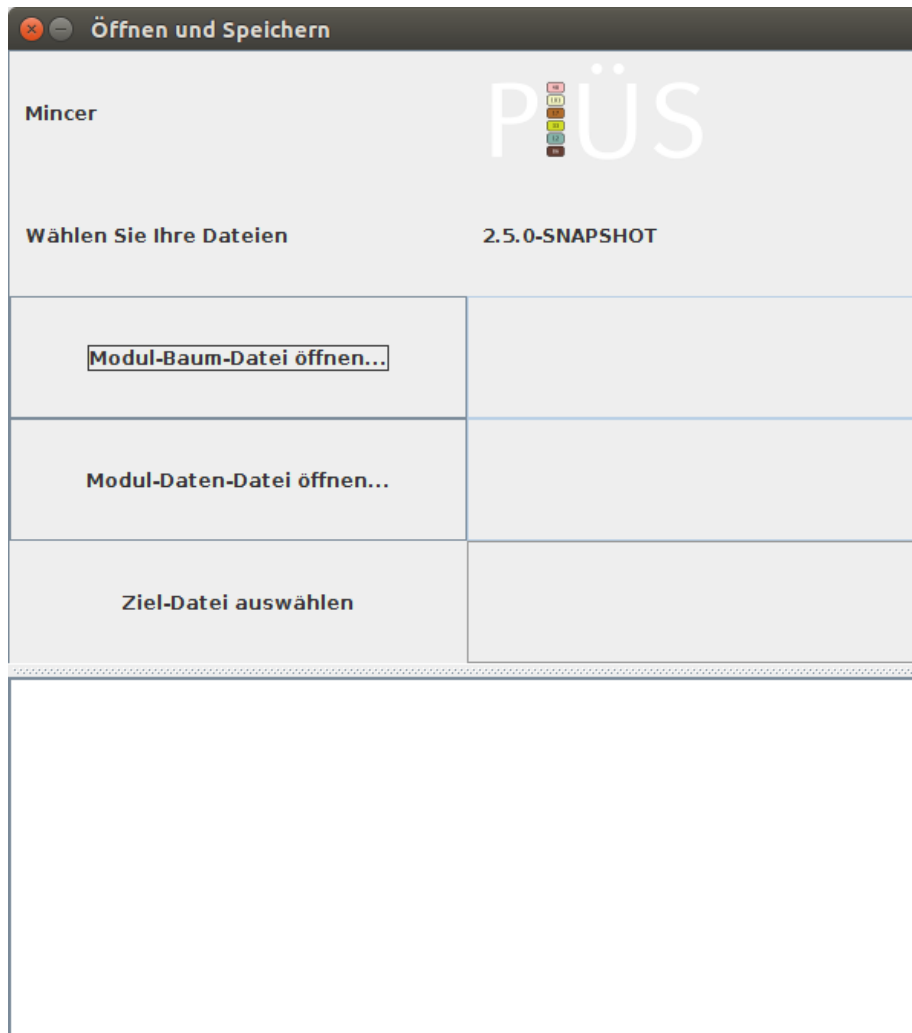 Öffnen und Speichern
Mincer
PÜS
Wählen Sie Ihre Dateien
2.5.0-SNAPSHOT
Modul-Baum-Datei öffnen...
Modul-Daten-Datei öffnen...
Ziel-Datei auswählen